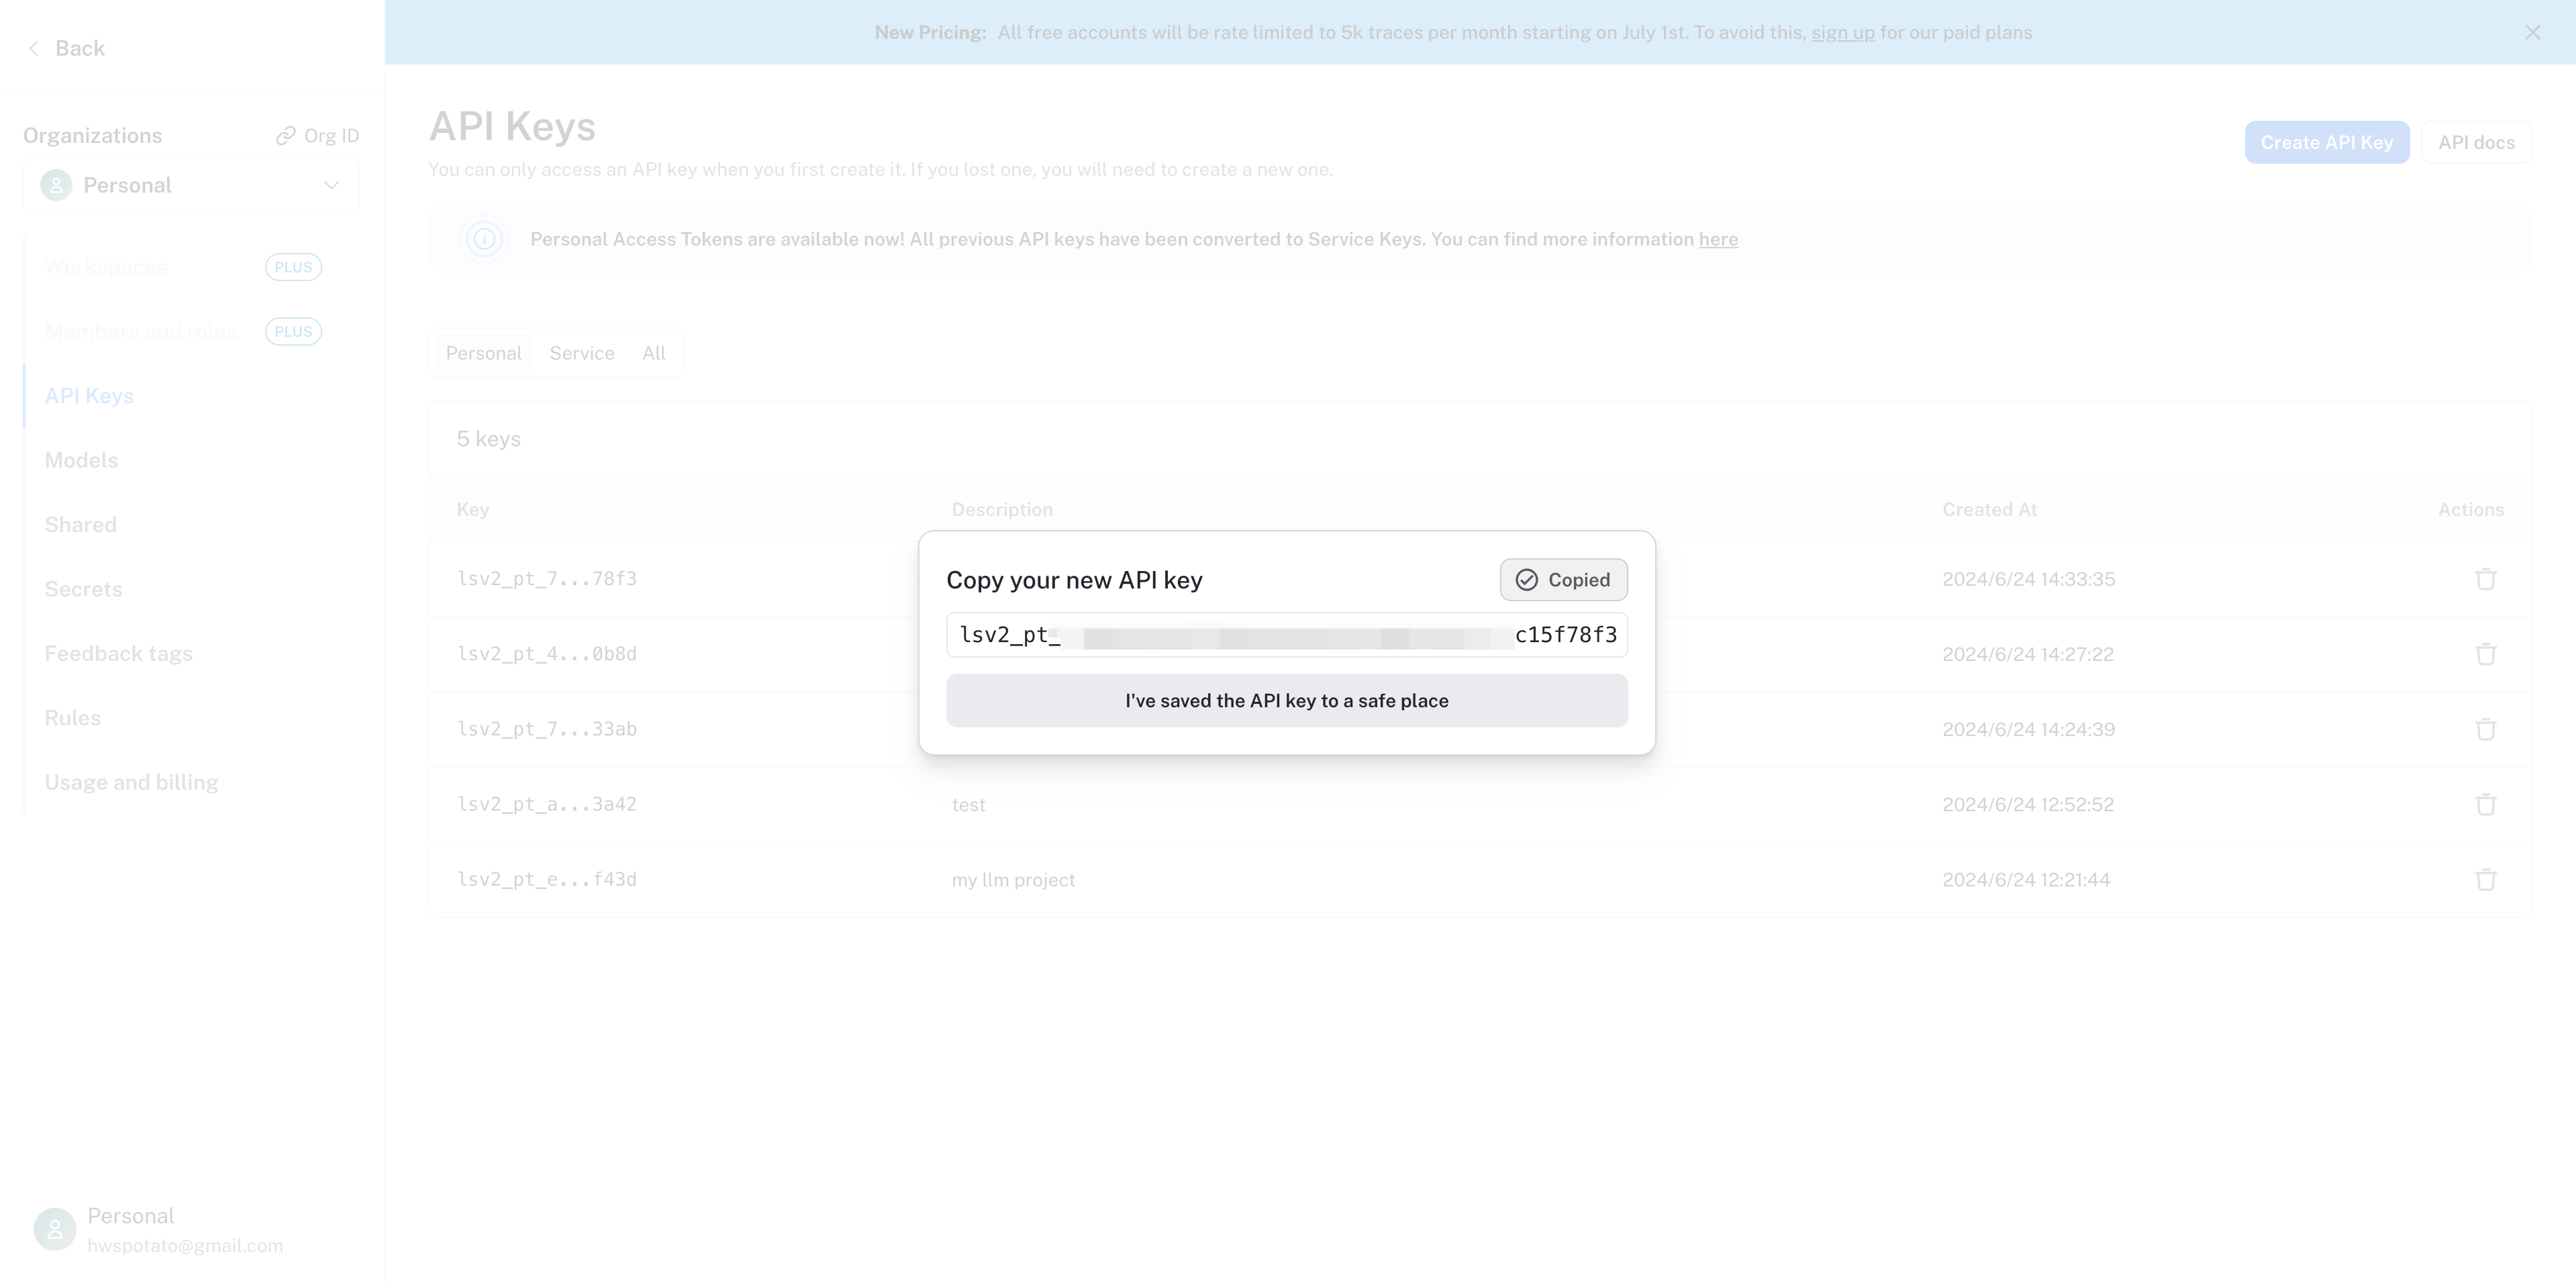 Back
New Pricing: All free accounts will be rate limited to 5k traces per month starting on July 1st. To avoid this, sign up for our paid plans
Organizations
Org ID
Personal
Workspaces PLUS
Members and roles PLUS
API Keys
Models
Shared
Secrets
Feedback tags
Rules
Usage and billing
Personal
hwspotato@gmail.com
API Keys
You can only access an API key when you first create it. If you lost one, you will need to create a new one.
Create API Key
API docs
Personal Access Tokens are available now! All previous API keys have been converted to Service Keys. You can find more information here
Personal Service All
5 keys
Key Description Created At Actions
lsv2_pt_7...78f3 2024/6/24 14:33:35
lsv2_pt_4...0b8d 2024/6/24 14:27:22
lsv2_pt_7...33ab 2024/6/24 14:24:39
lsv2_pt_a...3a42 test 2024/6/24 12:52:52
lsv2_pt_e...f43d my llm project 2024/6/24 12:21:44
Copy your new API key
Copied
lsv2_pt_ c15f78f3
I've saved the API key to a safe place